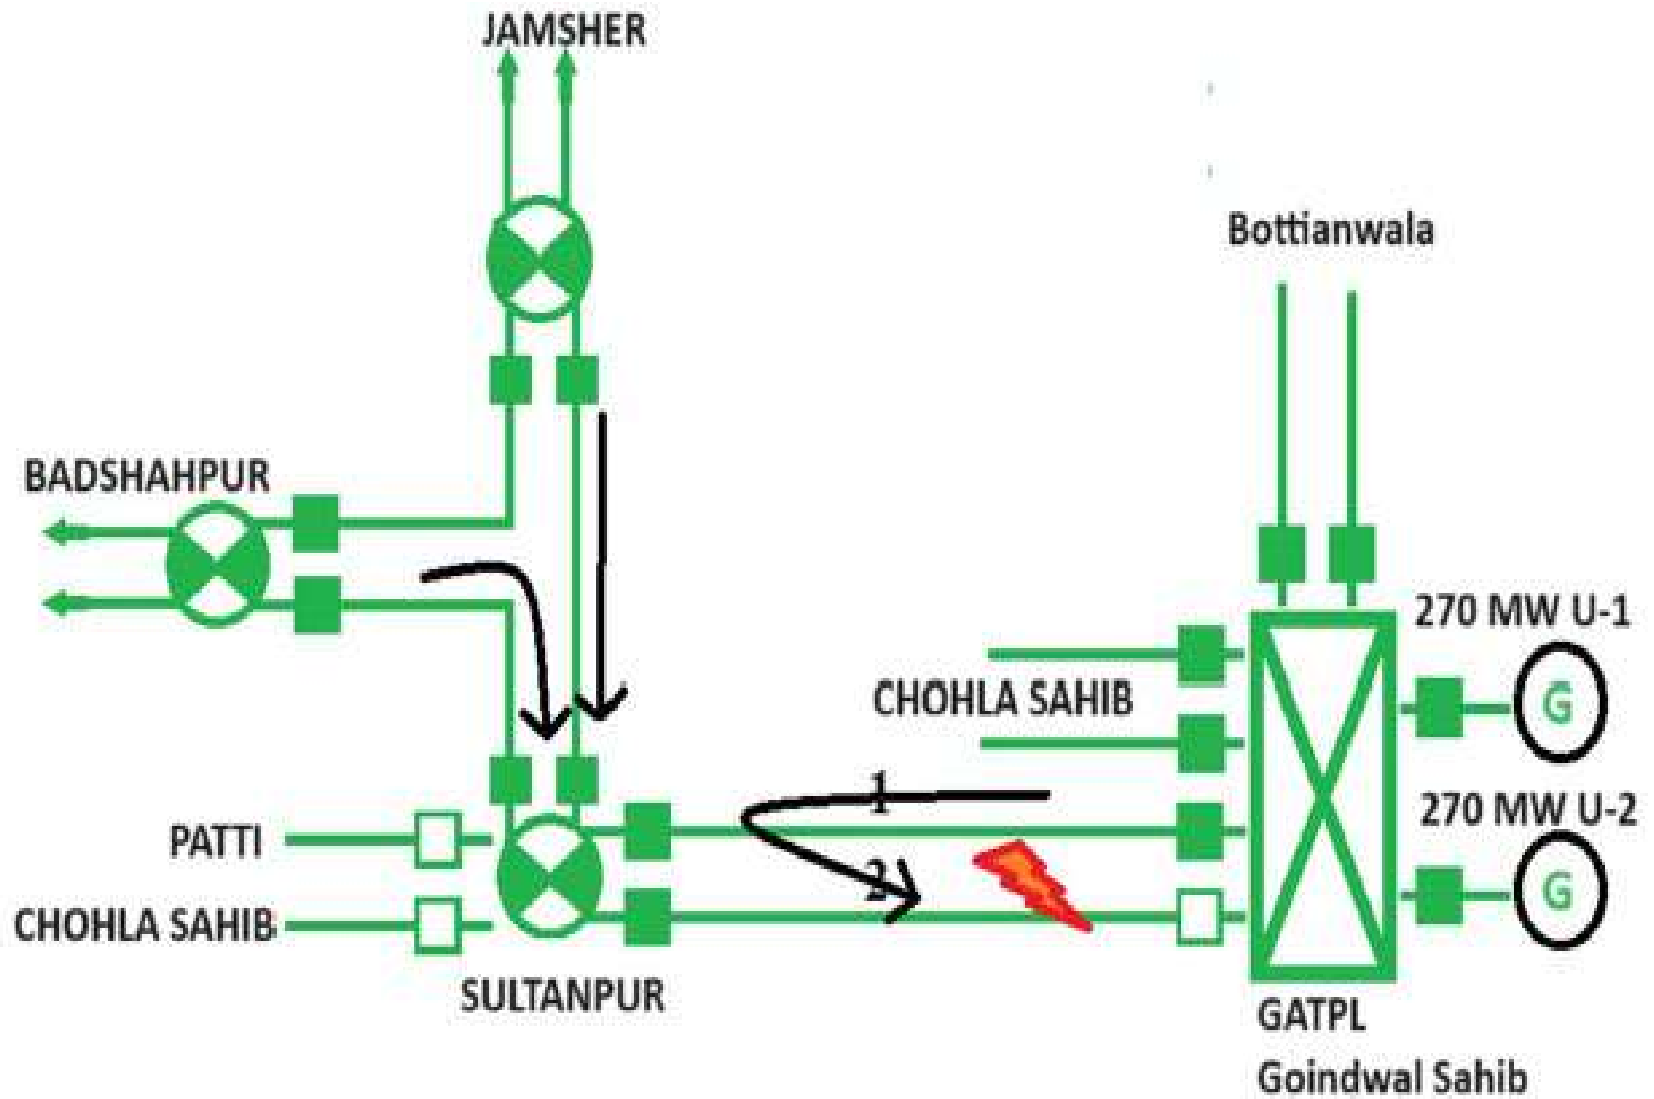 JAMSHER
Bottianwala
BADSHAHPUR
270 MW U-1
G
CHOHLA SAHIB
1
270 MW U-2
PATTI
2
G
CHOHLA SAHIB
SULTANPUR
GATPL
Goindwal Sahib